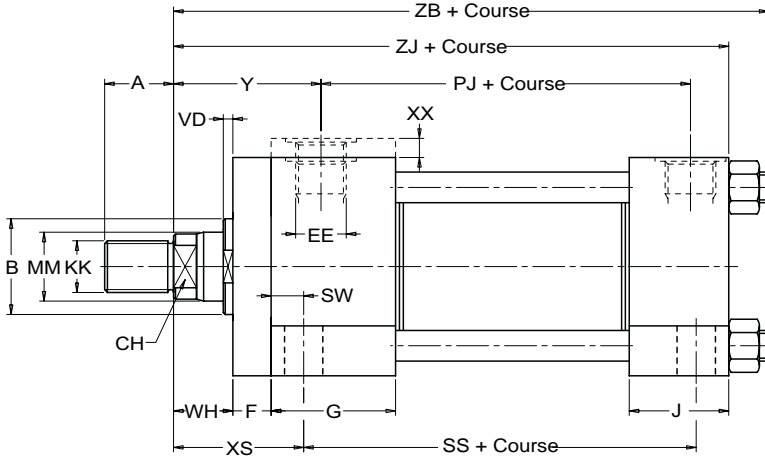 ZB + Course
ZJ + Course
A
Y
PJ + Course
XX
VD
EE
B
MM
KK
SW
CH
WH
F
G
J
XS
SS + Course